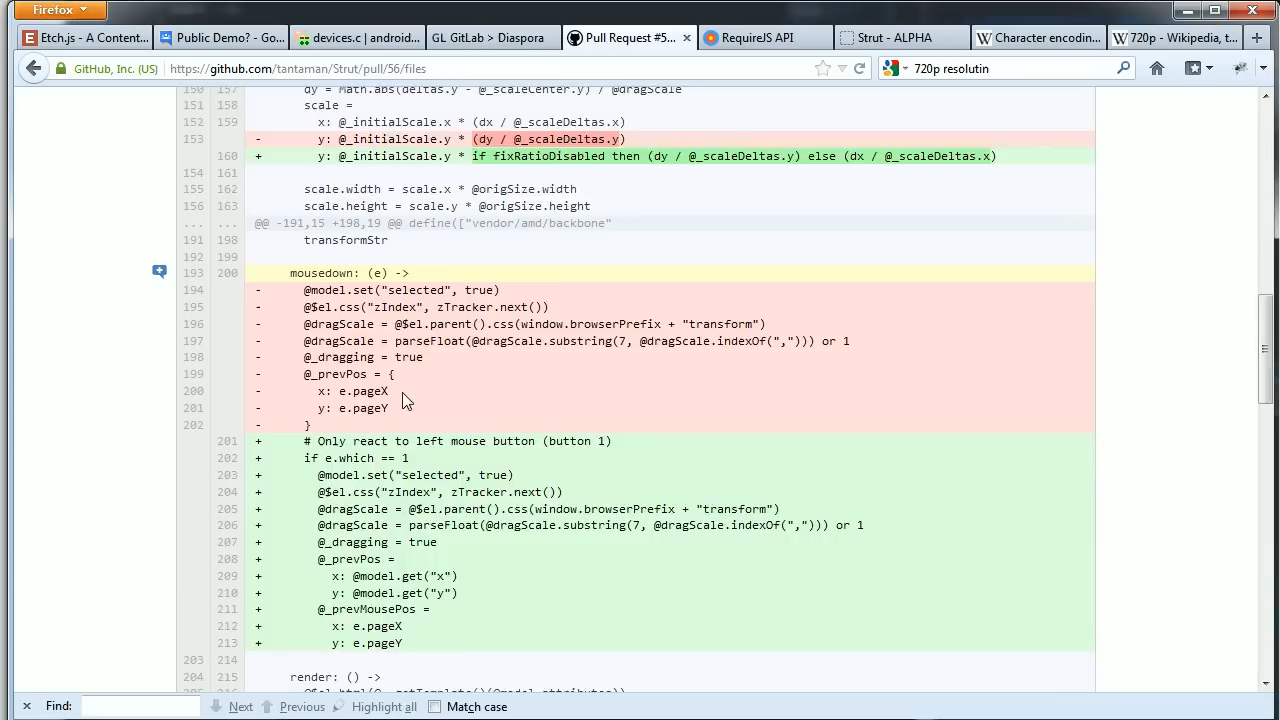 Firefox
Etch.js - A Content...
Public Demo? - Go...
devices.c | android...
GL GitLab > Diaspora
Pull Request #5...
RequireJS API
Strut - ALPHA
Character encodin...
720p - Wikipedia, t...
GitHub, Inc. (US)
https://github.com/tantaman/Strut/pull/56/files
720p resolutin
150 157 dy = Math.abs(deltas.y - @_scaleCenter.y) / @dragScale
151 158 scale =
152 159 x: @_initialScale.x * (dx / @_scaleDeltas.x)
153 - y: @_initialScale.y * (dy / @_scaleDeltas.y)
160 + y: @_initialScale.y * if fixRatioDisabled then (dy / @_scaleDeltas.y) else (dx / @_scaleDeltas.x)
154 161
155 162 scale.width = scale.x * @origSize.width
156 163 scale.height = scale.y * @origSize.height
... ... @@ -191,15 +198,19 @@ define(["vendor/amd/backbone"
191 198 transformStr
192 199
193 200 mousedown: (e) ->
194 - @model.set("selected", true)
195 - @$el.css("zIndex", zTracker.next())
196 - @dragScale = @$el.parent().css(window.browserPrefix + "transform")
197 - @dragScale = parseFloat(@dragScale.substring(7, @dragScale.indexOf(","))) or 1
198 - @_dragging = true
199 - @_prevPos = {
200 - x: e.pageX
201 - y: e.pageY
202 - }
201 + # Only react to left mouse button (button 1)
202 + if e.which == 1
203 + @model.set("selected", true)
204 + @$el.css("zIndex", zTracker.next())
205 + @dragScale = @$el.parent().css(window.browserPrefix + "transform")
206 + @dragScale = parseFloat(@dragScale.substring(7, @dragScale.indexOf(","))) or 1
207 + @_dragging = true
208 + @_prevPos =
209 + x: @model.get("x")
210 + y: @model.get("y")
211 + @_prevMousePos =
212 + x: e.pageX
213 + y: e.pageY
203 214
204 215 render: () ->
Find: Next Previous Highlight all Match case